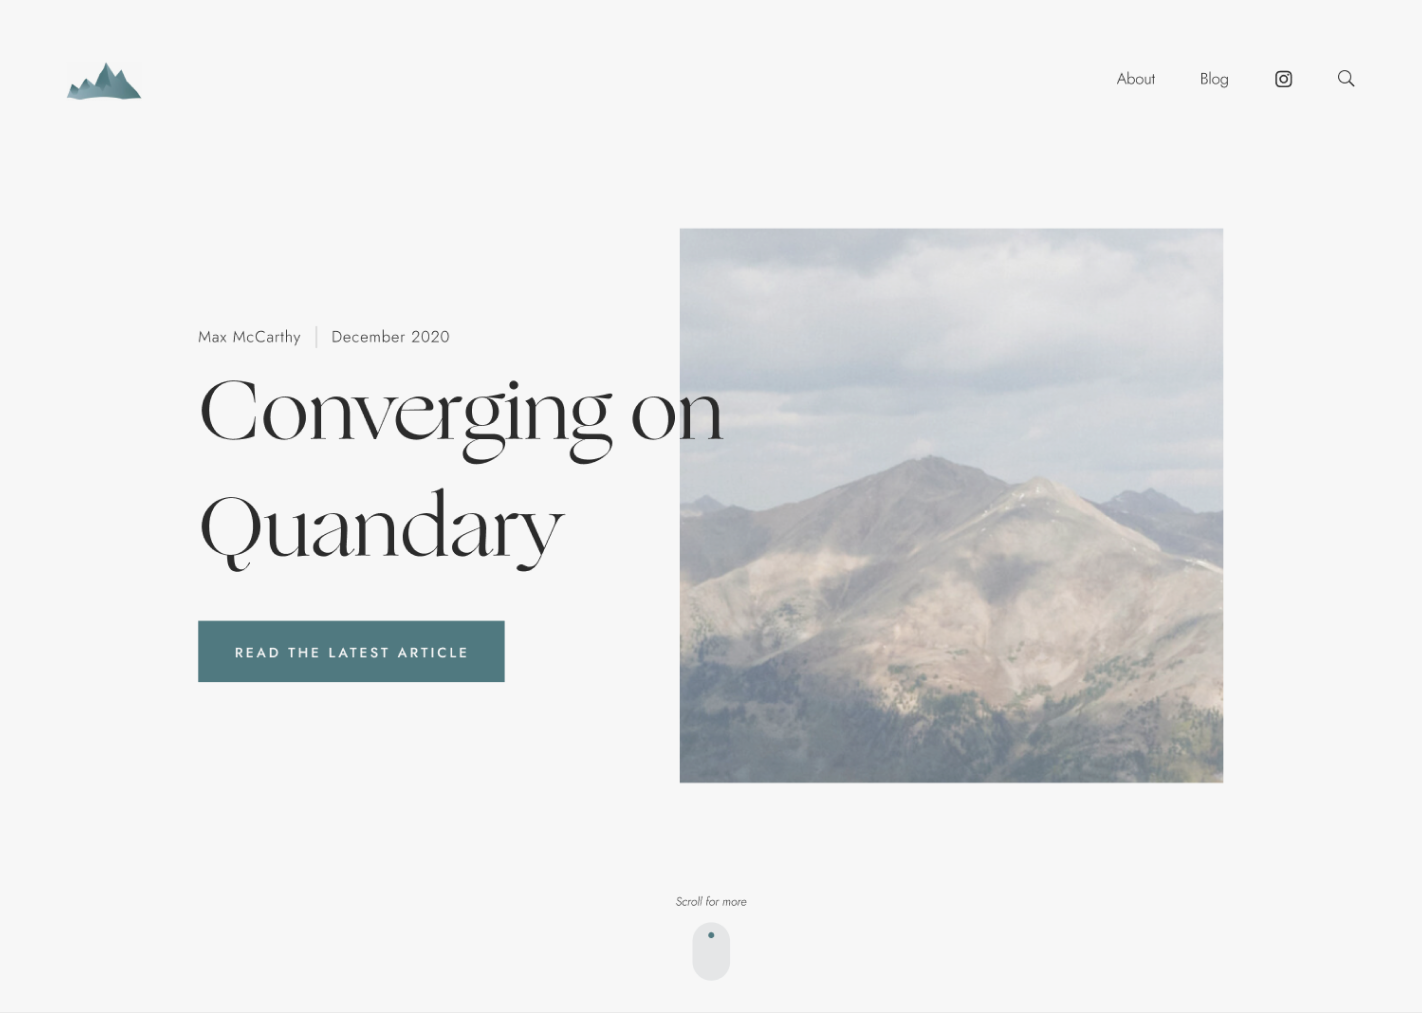 About
Blog
Max McCarthy
December 2020
Converging on
Quandary
READ THE LATEST ARTICLE
Scroll for more